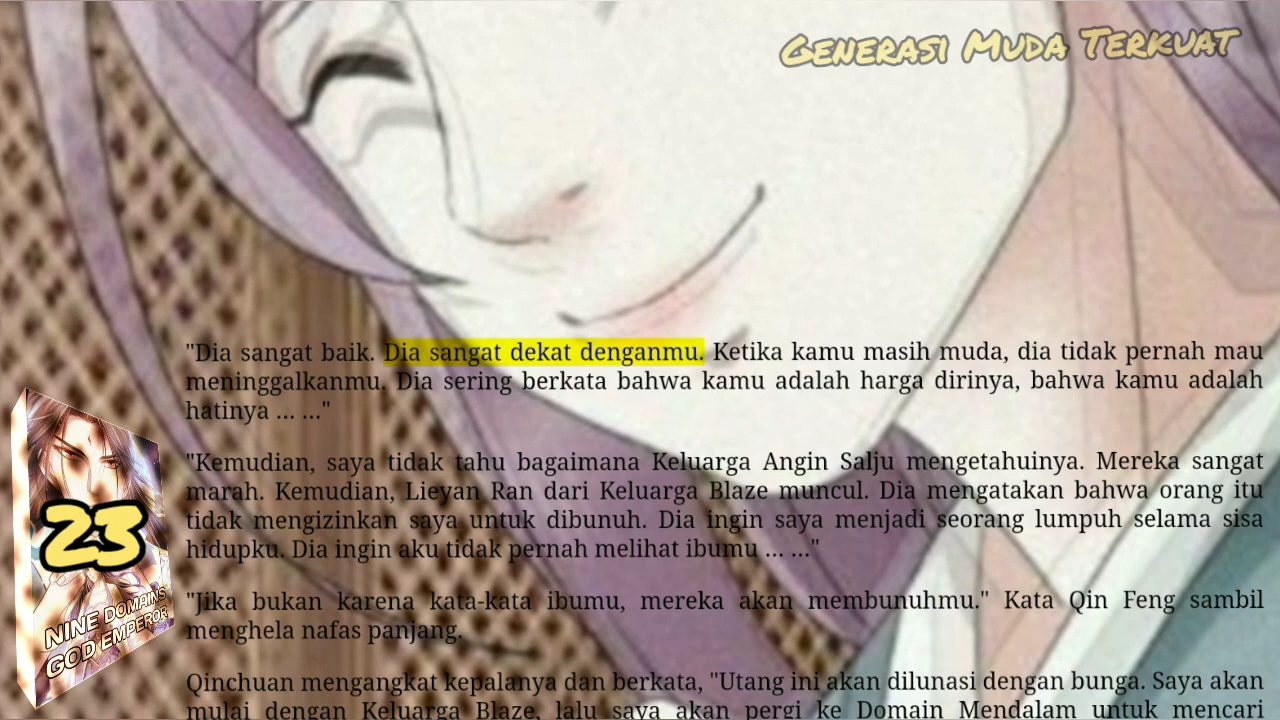 Generasi Muda Terkuat
"Dia sangat baik. Dia sangat dekat denganmu. Ketika kamu masih muda, dia tidak pernah mau
meninggalkanmu. Dia sering berkata bahwa kamu adalah harga dirinya, bahwa kamu adalah
hatinya ... ..."
"Kemudian, saya tidak tahu bagaimana Keluarga Angin Salju mengetahuinya. Mereka sangat
marah. Kemudian, Lieyan Ran dari Keluarga Blaze muncul. Dia mengatakan bahwa orang itu
tidak mengizinkan saya untuk dibunuh. Dia ingin saya menjadi seorang lumpuh selama sisa
hidupku. Dia ingin aku tidak pernah melihat ibumu ... ..."
"Jika bukan karena kata-kata ibumu, mereka akan membunuhmu." Kata Qin Feng sambil
menghela nafas panjang.
Qinchuan mengangkat kepalanya dan berkata, "Utang ini akan dilunasi dengan bunga. Saya akan
mulai dengan Keluarga Blaze, lalu saya akan pergi ke Domain Mendalam untuk mencari
23
NINE DOMAINS
GOD EMPEROR